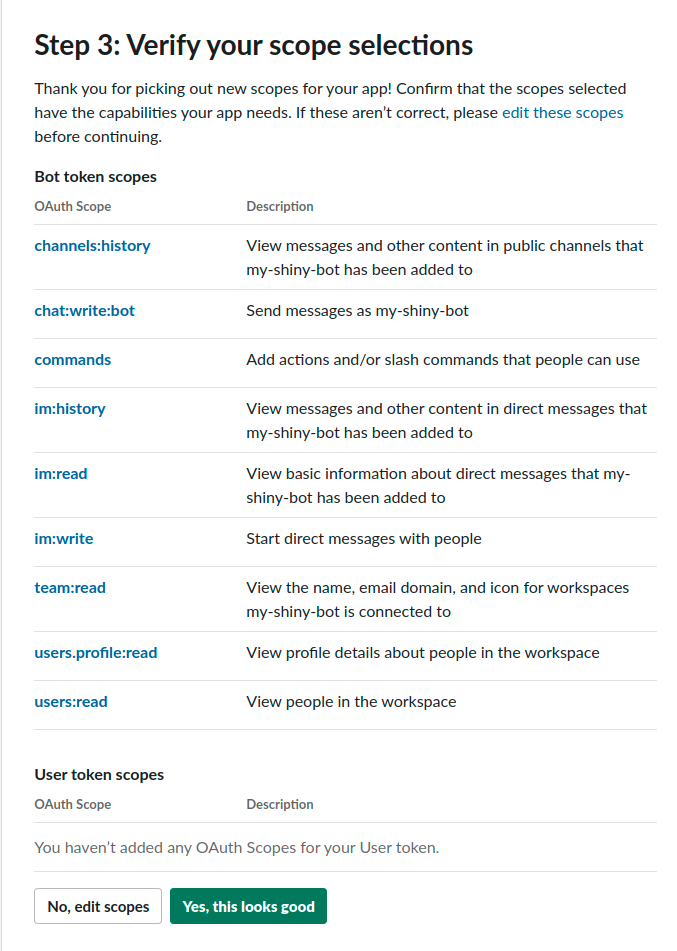 Step 3: Verify your scope selections
Thank you for picking out new scopes for your app! Confirm that the scopes selected
have the capabilities your app needs. If these aren’t correct, please edit these scopes
before continuing.
Bot token scopes
OAuth Scope Description
channels:history View messages and other content in public channels that
my-shiny-bot has been added to
chat:write:bot Send messages as my-shiny-bot
commands Add actions and/or slash commands that people can use
im:history View messages and other content in direct messages that
my-shiny-bot has been added to
im:read View basic information about direct messages that my-
shiny-bot has been added to
im:write Start direct messages with people
team:read View the name, email domain, and icon for workspaces
my-shiny-bot is connected to
users.profile:read View profile details about people in the workspace
users:read View people in the workspace
User token scopes
OAuth Scope Description
You haven’t added any OAuth Scopes for your User token.
No, edit scopes Yes, this looks good